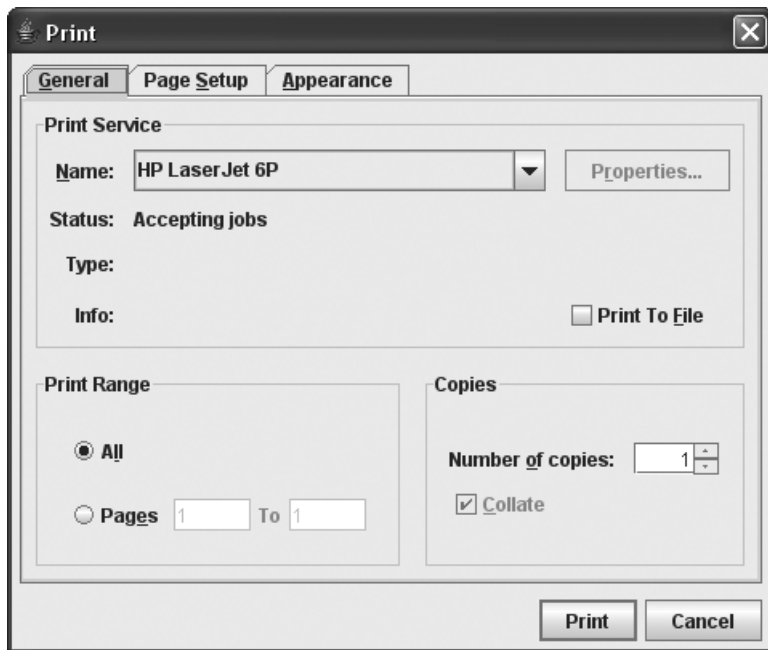 Print
General Page Setup Appearance
Print Service
Name: HP LaserJet 6P Properties...
Status: Accepting jobs
Type:
Info: Print To File
Print Range
All
Pages 1 To 1
Copies
Number of copies: 1
Collate
Print Cancel